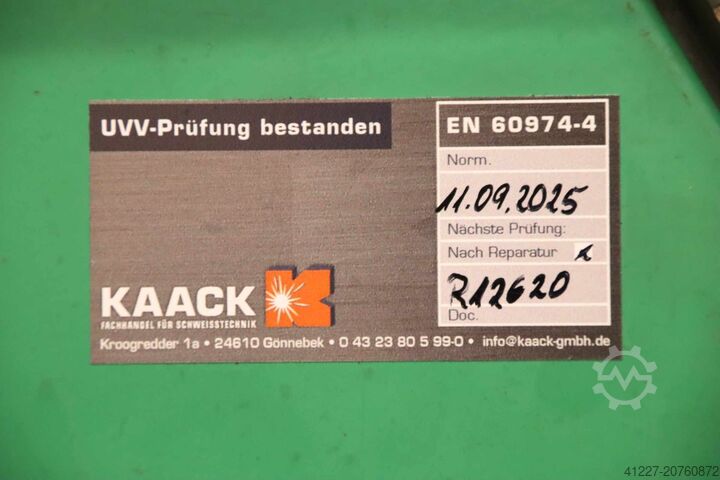 UVV-Prüfung bestanden
EN 60974-4
Norm.
11.09.2025
Nächste Prüfung:
Nach Reparatur x
R12620
Doc.
KAACK
FACHHANDEL FÜR SCHWEISSTECHNIK
Kroogredder 1a • 24610 Gönnebek • 0 43 23 80 5 99-0 • info@kaack-gmbh.de
41227-20760872